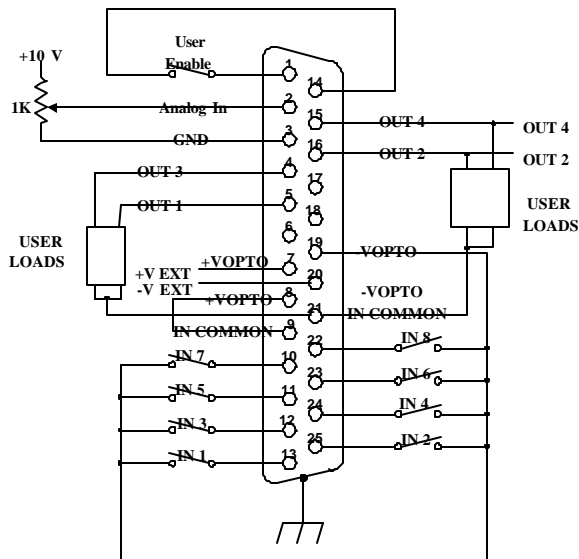 User
Enable
+10 V
1K
Analog In
GND
OUT 3
OUT 1
USER
LOADS
+VOPTO
+V EXT
-V EXT
+VOPTO
IN COMMON
IN 7
IN 5
IN 3
IN 1
1
2
3
4
5
6
7
8
9
10
11
12
13
14
15
16
17
18
19
20
21
22
23
24
25
OUT 4
OUT 4
OUT 2
OUT 2
USER
LOADS
-VOPTO
-VOPTO
IN COMMON
IN 8
IN 6
IN 4
IN 2